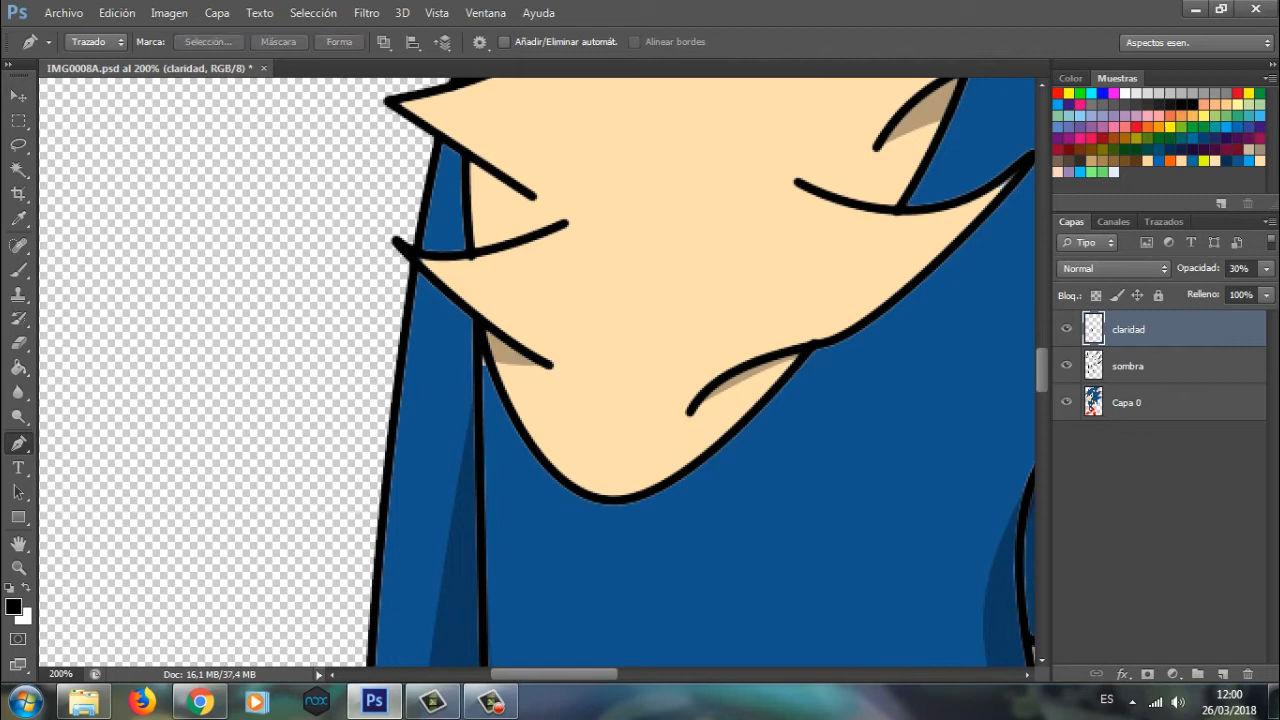 Ps Archivo Edición Imagen Capa Texto Selección Filtro 3D Vista Ventana Ayuda
Trazado Marca: Selección... Máscara Forma Añadir/Eliminar automát. Alinear bordes Aspectos esen.
IMG0008A.psd al 200% (claridad, RGB/8) * ×
Color Muestras
Capas Canales Trazados
Tipo
Normal Opacidad: 30%
Bloq.: Relleno: 100%
claridad
sombra
Capa 0
200% Doc: 16,1 MB/37,4 MB
nox Ps ES 12:00
26/03/2018